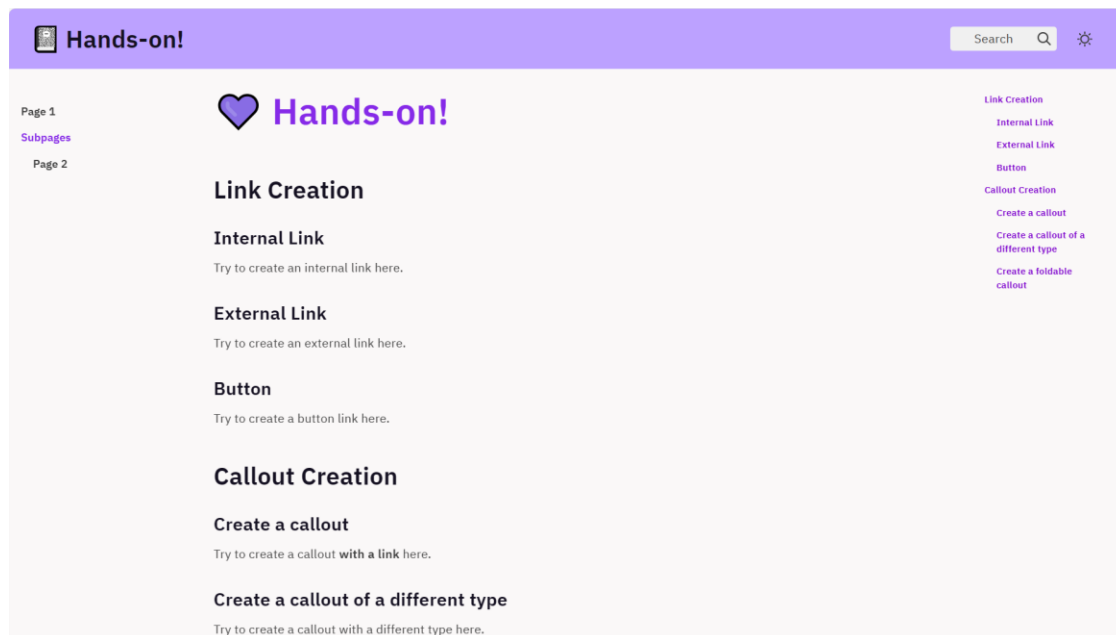 Hands-on!
Search
Page 1
Subpages
Page 2
Hands-on!
Link Creation
Internal Link
Try to create an internal link here.
External Link
Try to create an external link here.
Button
Try to create a button link here.
Callout Creation
Create a callout
Try to create a callout with a link here.
Create a callout of a different type
Try to create a callout with a different type here.
Link Creation
Internal Link
External Link
Button
Callout Creation
Create a callout
Create a callout of a
different type
Create a foldable
callout